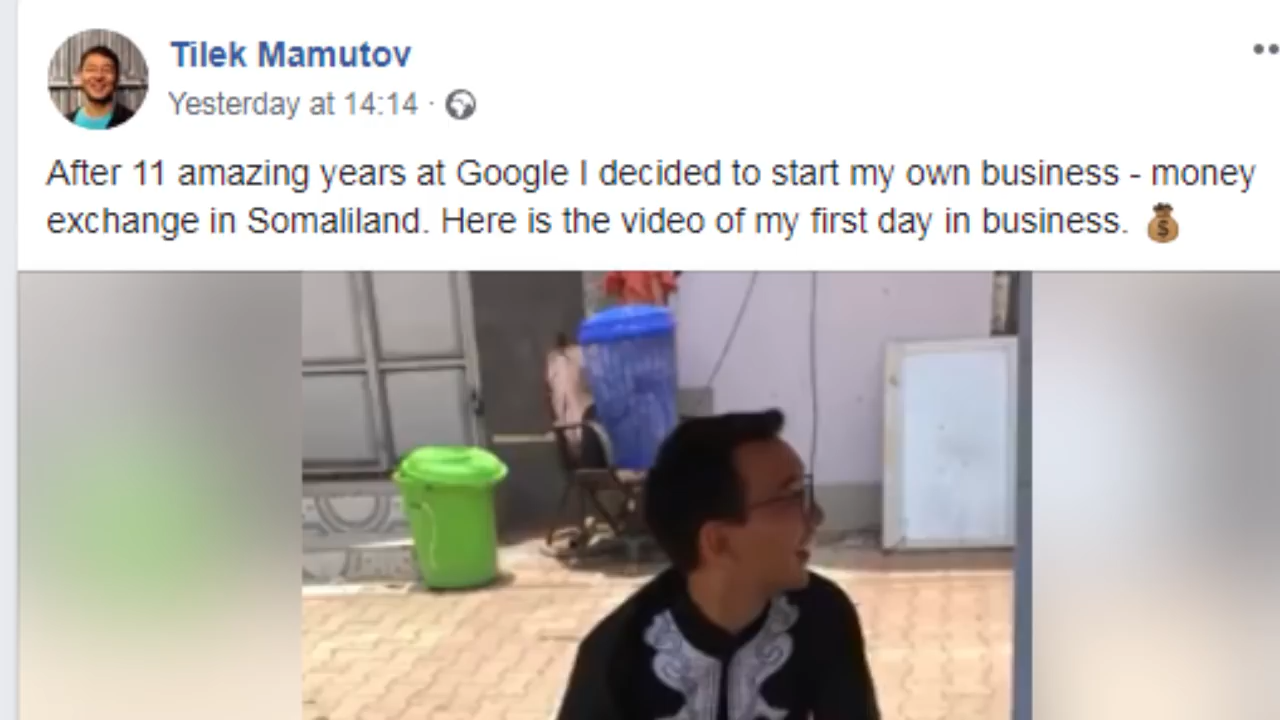 Tilek Mamutov
Yesterday at 14:14 ·
After 11 amazing years at Google I decided to start my own business - money
exchange in Somaliland. Here is the video of my first day in business. 💰